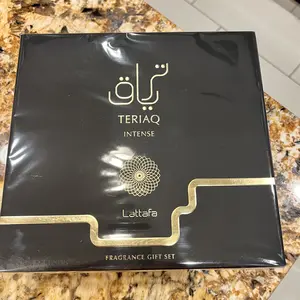 ترياق
TERIAQ
INTENSE
Lattafa
FRAGRANCE GIFT SET